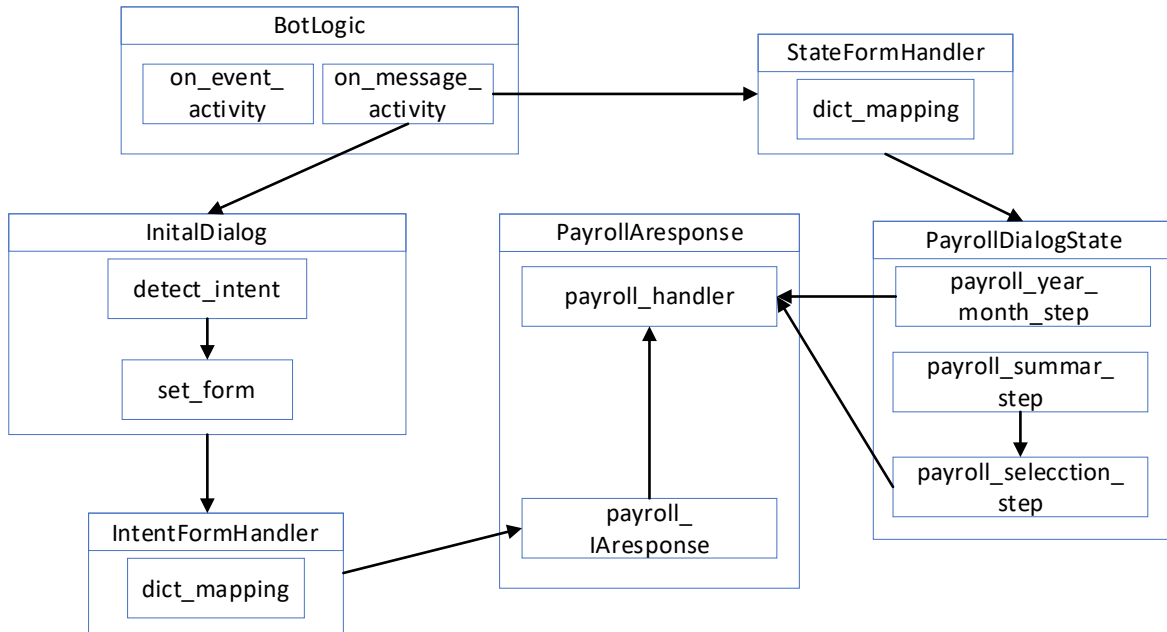 BotLogic
on_event_
activity
on_message_
activity
StateFormHandler
dict_mapping
InitalDialog
detect_intent
set_form
PayrollAresponse
payroll_handler
payroll_
IAresponse
PayrollDialogState
payroll_year_
month_step
payroll_summar_
step
payroll_selecction_
step
IntentFormHandler
dict_mapping